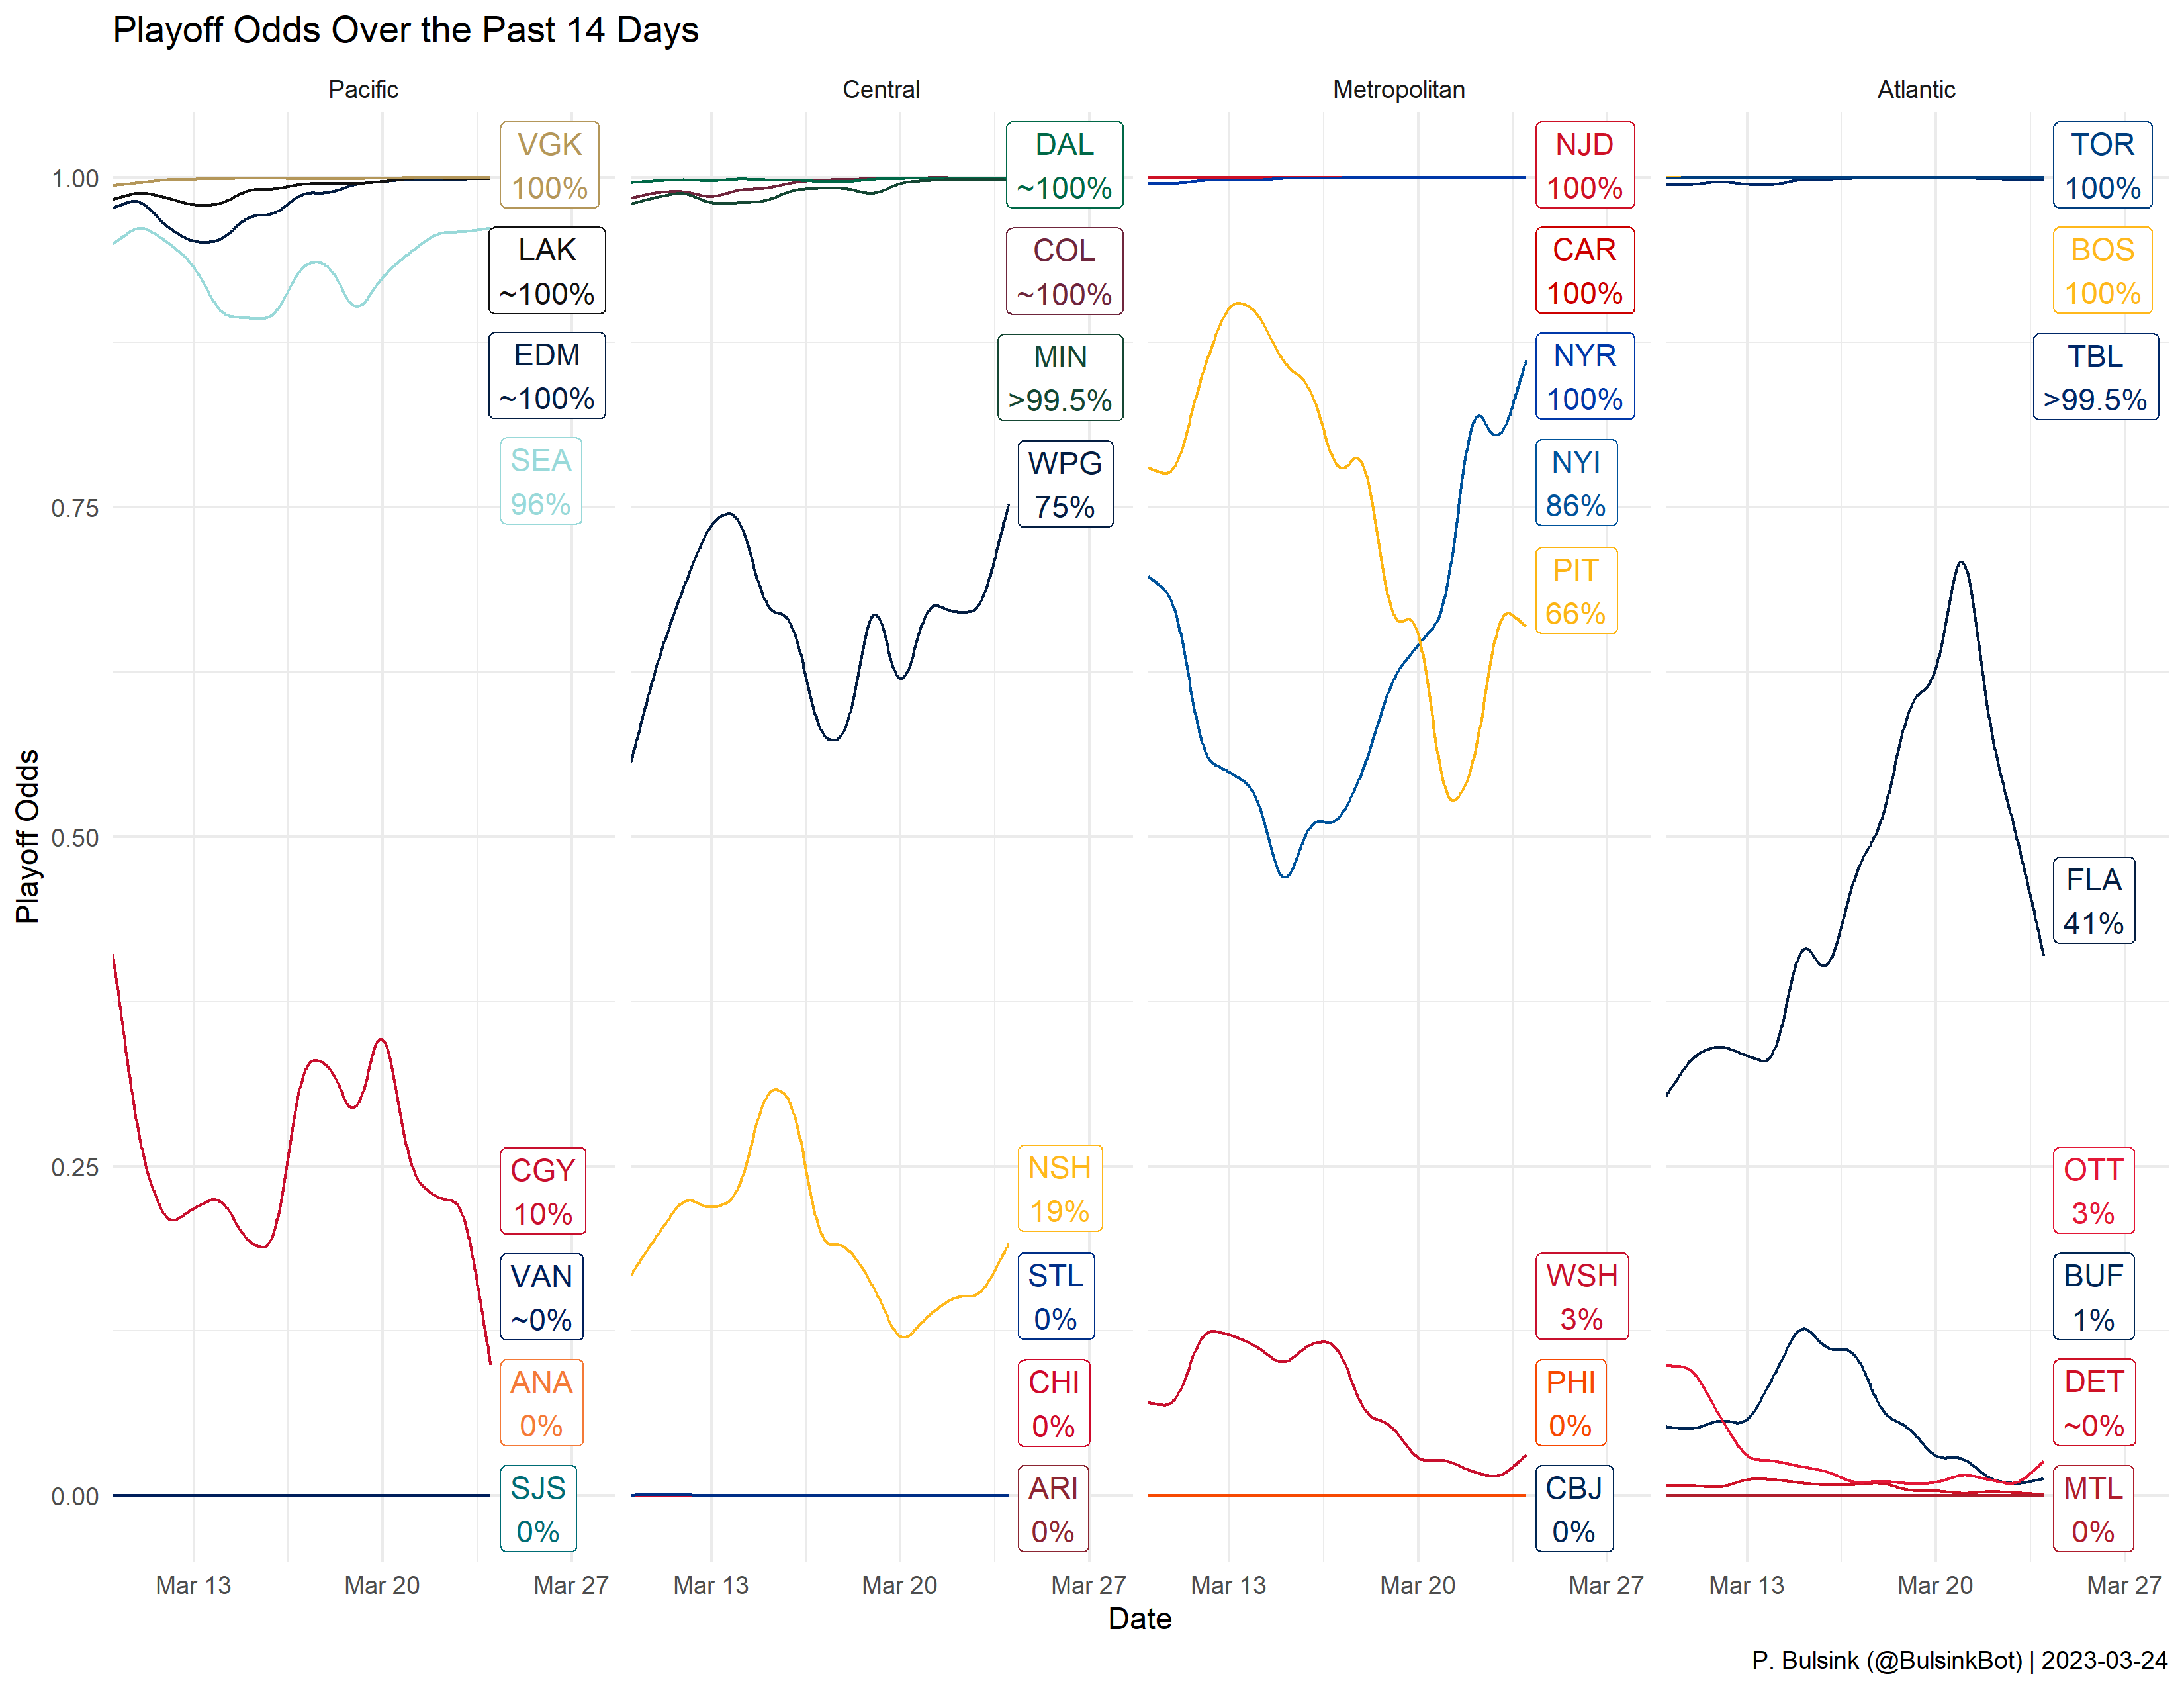 Playoff Odds Over the Past 14 Days
Pacific
Central
Metropolitan
Atlantic
Playoff Odds
1.00
0.75
0.50
0.25
0.00
VGK
100%
LAK
~100%
EDM
~100%
SEA
96%
CGY
10%
VAN
~0%
ANA
0%
SJS
0%
DAL
~100%
COL
~100%
MIN
>99.5%
WPG
75%
NSH
19%
STL
0%
CHI
0%
ARI
0%
NJD
100%
CAR
100%
NYR
100%
NYI
86%
PIT
66%
WSH
3%
PHI
0%
CBJ
0%
TOR
100%
BOS
100%
TBL
>99.5%
FLA
41%
OTT
3%
BUF
1%
DET
~0%
MTL
0%
Mar 13 Mar 20 Mar 27
Mar 13 Mar 20 Mar 27
Mar 13 Mar 20 Mar 27
Mar 13 Mar 20 Mar 27
Date
P. Bulsink (@BulsinkBot) | 2023-03-24